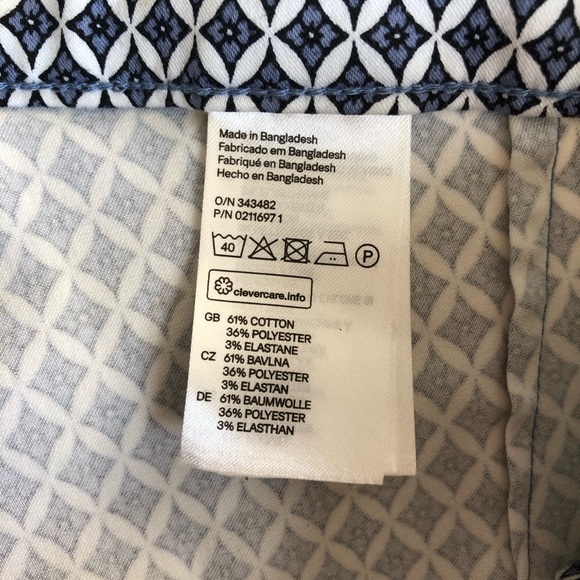 Made in Bangladesh
Fabricado em Bangladesh
Fabriqué en Bangladesh
Hecho en Bangladesh
O/N 343482
P/N 02116971
40 P
clevercare.info
GB 61% COTTON
36% POLYESTER
3% ELASTANE
CZ 61% BAVLNA
36% POLYESTER
3% ELASTAN
DE 61% BAUMWOLLE
36% POLYESTER
3% ELASTHAN